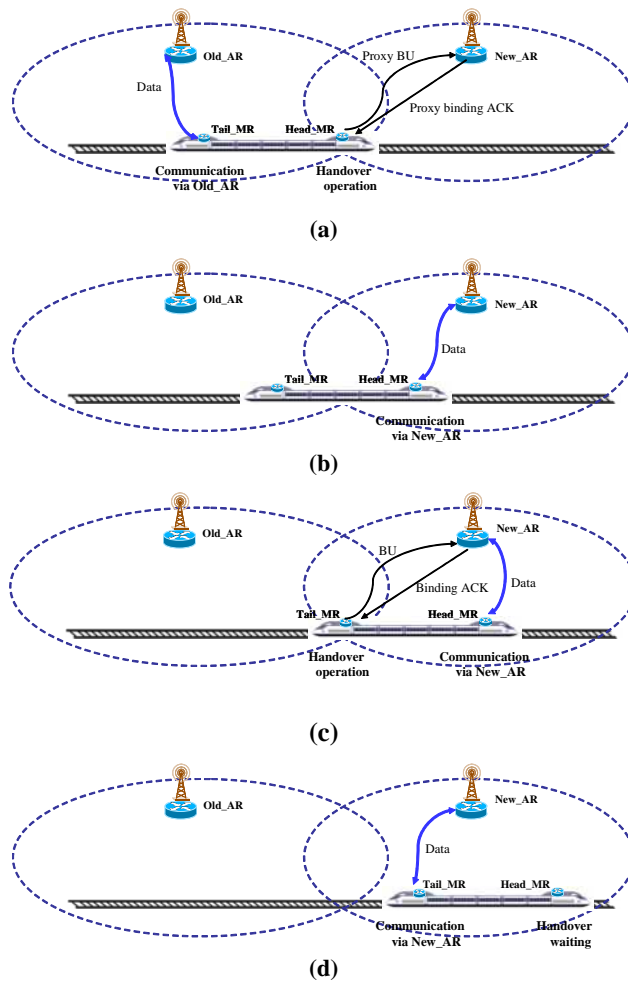 Old_AR
New_AR
Proxy BU
Data
Proxy binding ACK
Tail_MR
Head_MR
Communication
via Old_AR
Handover
operation
(a)
Old_AR
New_AR
Data
Tail_MR
Head_MR
Communication
via New_AR
(b)
Old_AR
New_AR
BU
Data
Binding ACK
Tail_MR
Head_MR
Handover
operation
Communication
via New_AR
(c)
Old_AR
New_AR
Data
Tail_MR
Head_MR
Communication
via New_AR
Handover
waiting
(d)